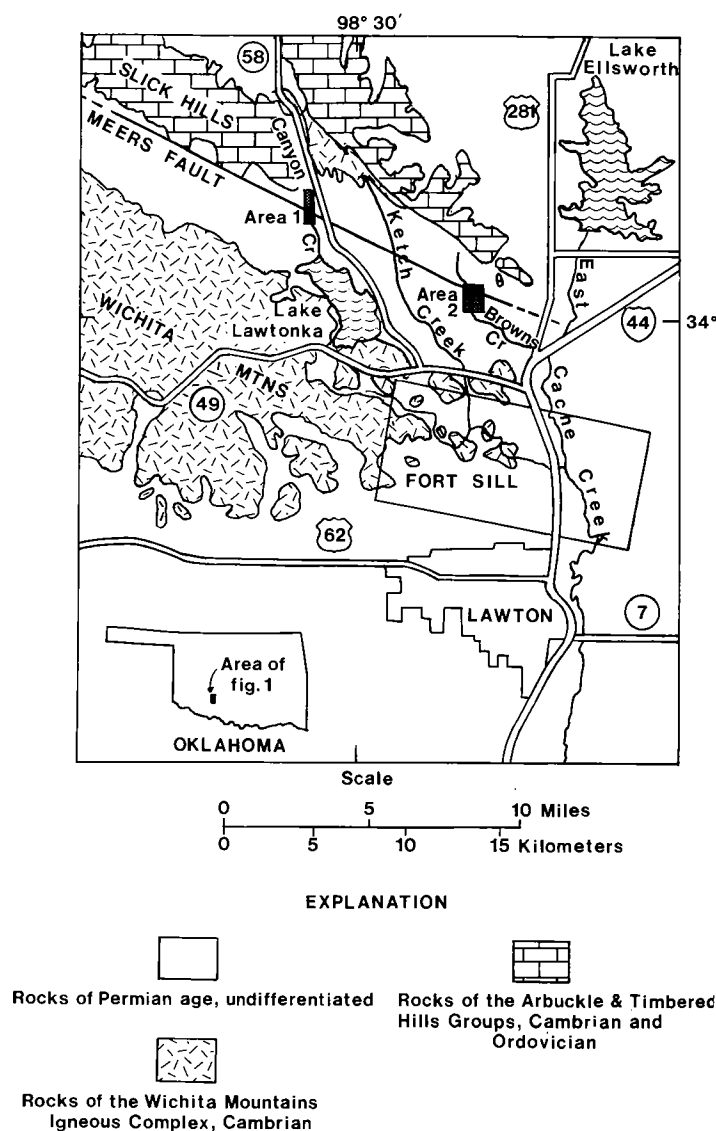 98° 30′
58
Lake
Ellsworth
SLICK HILLS
281
MEERS FAULT
Canyon
Cr
Area 1
Ketch
Creek
East
Cache Creek
Area
2
Browns
Cr
44
34°
WICHITA
MTNS
Lake
Lawtonka
49
FORT SILL
62
LAWTON
7
Area of
fig. 1
OKLAHOMA
Scale
0 5 10 Miles
0 5 10 15 Kilometers
EXPLANATION
Rocks of Permian age, undifferentiated
Rocks of the Arbuckle & Timbered
Hills Groups, Cambrian and
Ordovician
Rocks of the Wichita Mountains
Igneous Complex, Cambrian